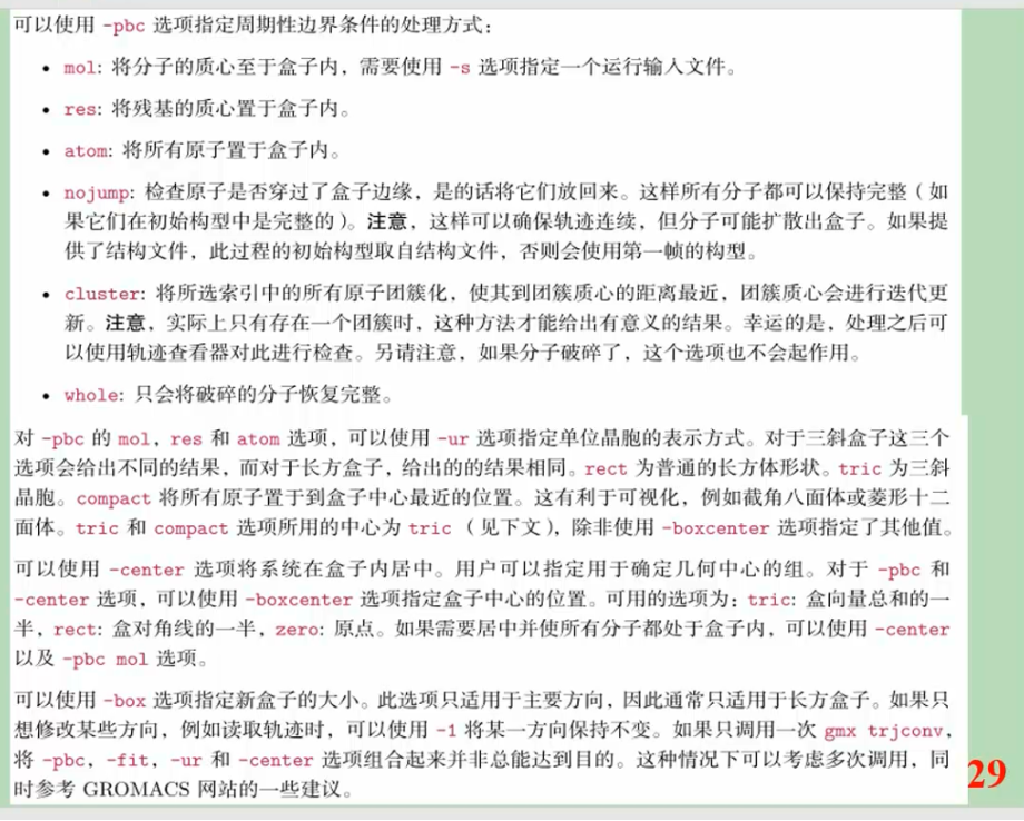 可以使用 -pbc 选项指定周期性边界条件的处理方式：
• mol: 将分子的质心至于盒子内，需要使用 -s 选项指定一个运行输入文件。
• res: 将残基的质心置于盒子内。
• atom: 将所有原子置于盒子内。
• nojump: 检查原子是否穿过了盒子边缘，是的话将它们放回来。这样所有分子都可以保持完整（如
果它们在初始构型中是完整的）。注意，这样可以确保轨迹连续，但分子可能扩散出盒子。如果提
供了结构文件，此过程的初始构型取自结构文件，否则会使用第一帧的构型。
• cluster: 将所选索引中的所有原子团簇化，使其到团簇质心的距离最近，团簇质心会进行迭代更
新。注意，实际上只有存在一个团簇时，这种方法才能给出有意义的结果。幸运的是，处理之后可
以使用轨迹查看器对此进行检查。另请注意，如果分子破碎了，这个选项也不会起作用。
• whole: 只会将破碎的分子恢复完整。
对 -pbc 的 mol，res 和 atom 选项，可以使用 -ur 选项指定单位晶胞的表示方式。对于三斜盒子这三个
选项会给出不同的结果，而对于长方盒子，给出的的结果相同。rect 为普通的长方体形状。tric 为三斜
晶胞。compact 将所有原子置于到盒子中心最近的位置。这有利于可视化，例如截角八面体或菱形十二
面体。tric 和 compact 选项所用的中心为 tric（见下文），除非使用 -boxcenter 选项指定了其他值。
可以使用 -center 选项将系统在盒子内居中。用户可以指定用于确定几何中心的组。对于 -pbc 和
-center 选项，可以使用 -boxcenter 选项指定盒子中心的位置。可用的选项为：tric: 盒向量总和的一
半，rect: 盒对角线的一半，zero: 原点。如果需要居中并使所有分子都处于盒子内，可以使用 -center
以及 -pbc mol 选项。
可以使用 -box 选项指定新盒子的大小。此选项只适用于主要方向，因此通常只适用于长方盒子。如果只
想修改某些方向，例如读取轨迹时，可以使用 -1 将某一方向保持不变。如果只调用一次 gmx trjconv，
将 -pbc，-fit，-ur 和 -center 选项组合起来并非总能达到目的。这种情况下可以考虑多次调用，同
时参考 GROMACS 网站的一些建议。
29